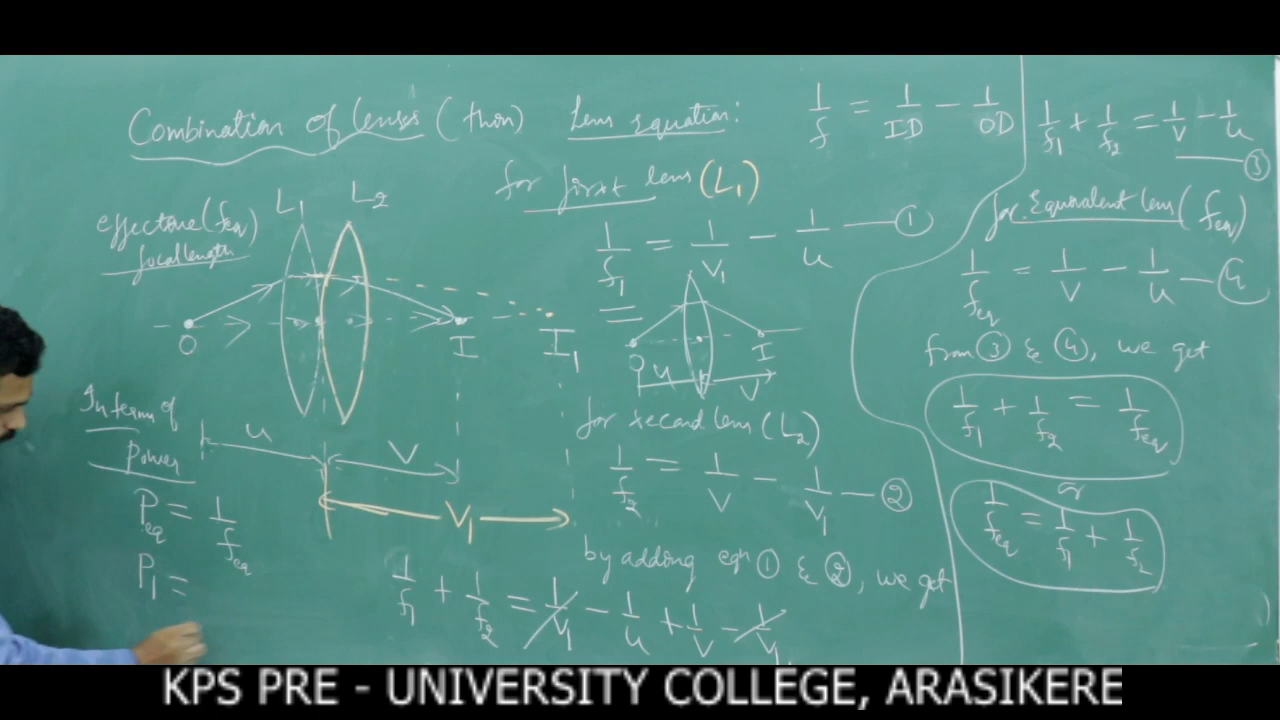 Combination of lenses (thin) Lens equation:
1/f = 1/ID - 1/OD
for first lens (L₁)
1/f₁ = 1/V₁ - 1/u —①
effective (feq)
focal length
L₁ L₂
O I I₁
u V
V₁
O I
u V
for second lens (L₂)
1/f₂ = 1/V - 1/V₁ —②
by adding eqn ① & ②, we get
1/f₁ + 1/f₂ = 1/V₁ - 1/u + 1/V - 1/V₁
In terms of
Power
Peq = 1/feq
P₁ =
1/f₁ + 1/f₂ = 1/V - 1/u
—③
for Equivalent lens (feq)
1/feq = 1/V - 1/u —④
from ③ & ④, we get
1/f₁ + 1/f₂ = 1/feq
or
1/feq = 1/f₁ + 1/f₂
KPS PRE - UNIVERSITY COLLEGE, ARASIKERE